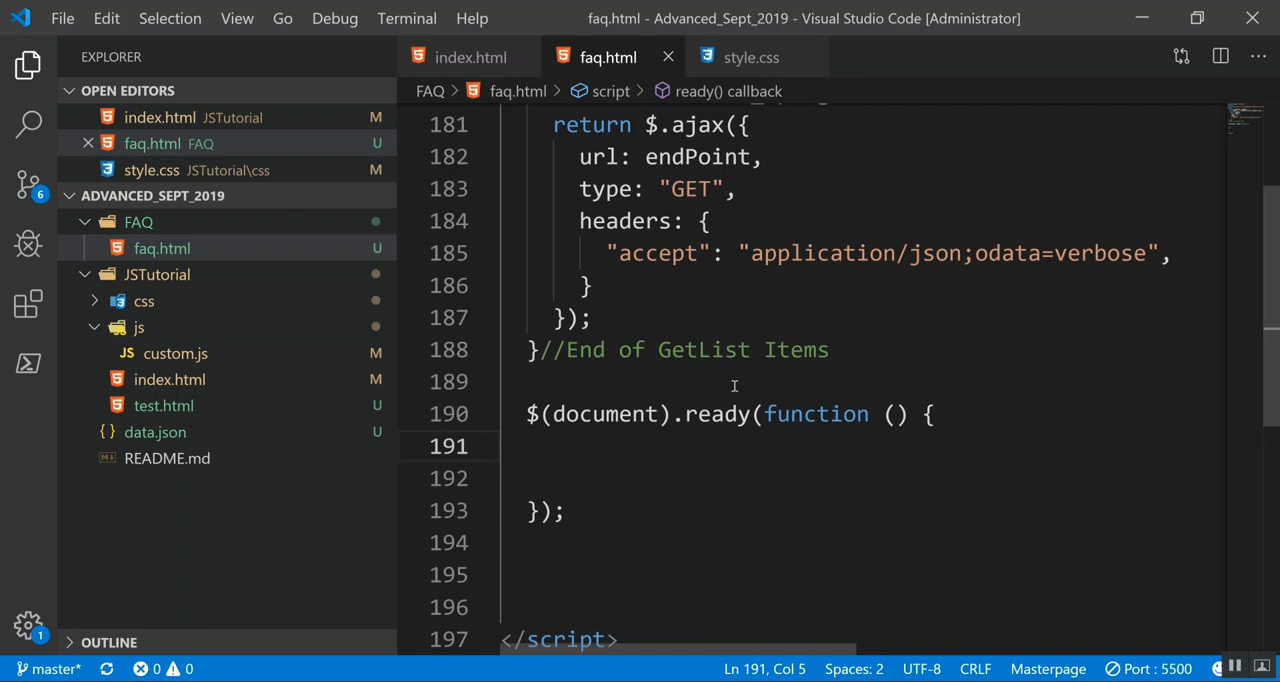 File Edit Selection View Go Debug Terminal Help faq.html - Advanced_Sept_2019 - Visual Studio Code [Administrator]
EXPLORER
OPEN EDITORS
index.html JSTutorial M
faq.html FAQ U
style.css JSTutorial\css M
ADVANCED_SEPT_2019
FAQ
faq.html U
JSTutorial
css
js
JS custom.js M
index.html M
test.html U
{ } data.json U
README.md
OUTLINE
6
1
index.html faq.html style.css
FAQ > faq.html > script > ready() callback
181 return $.ajax({
182 url: endPoint,
183 type: "GET",
184 headers: {
185 "accept": "application/json;odata=verbose",
186 }
187 });
188 }//End of GetList Items
189
190 $(document).ready(function () {
191
192
193 });
194
195
196
197 </script>
master* 0 0 Ln 191, Col 5 Spaces: 2 UTF-8 CRLF Masterpage Port : 5500